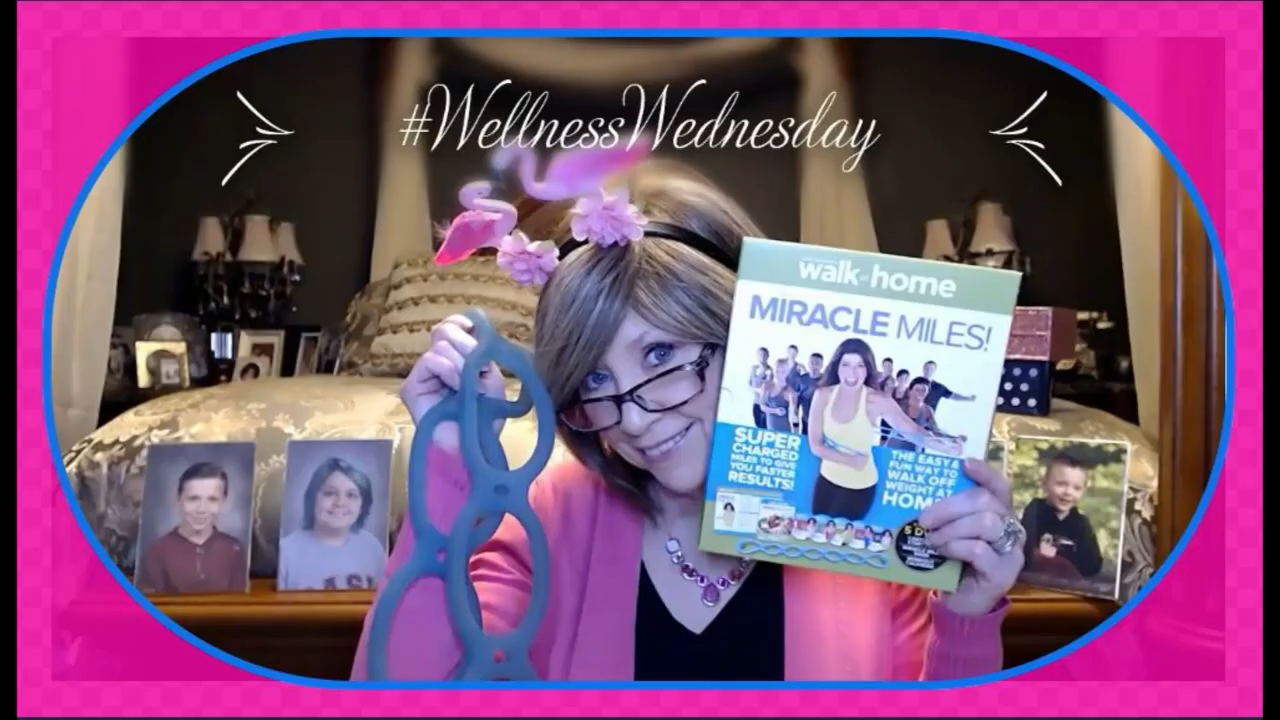 #WellnessWednesday
walk at home
MIRACLE MILES!
SUPER
CHARGED
MILES TO GIVE
YOU FASTER
RESULTS!
THE EASY &
FUN WAY TO
WALK OFF
WEIGHT AT
HOME
5 D